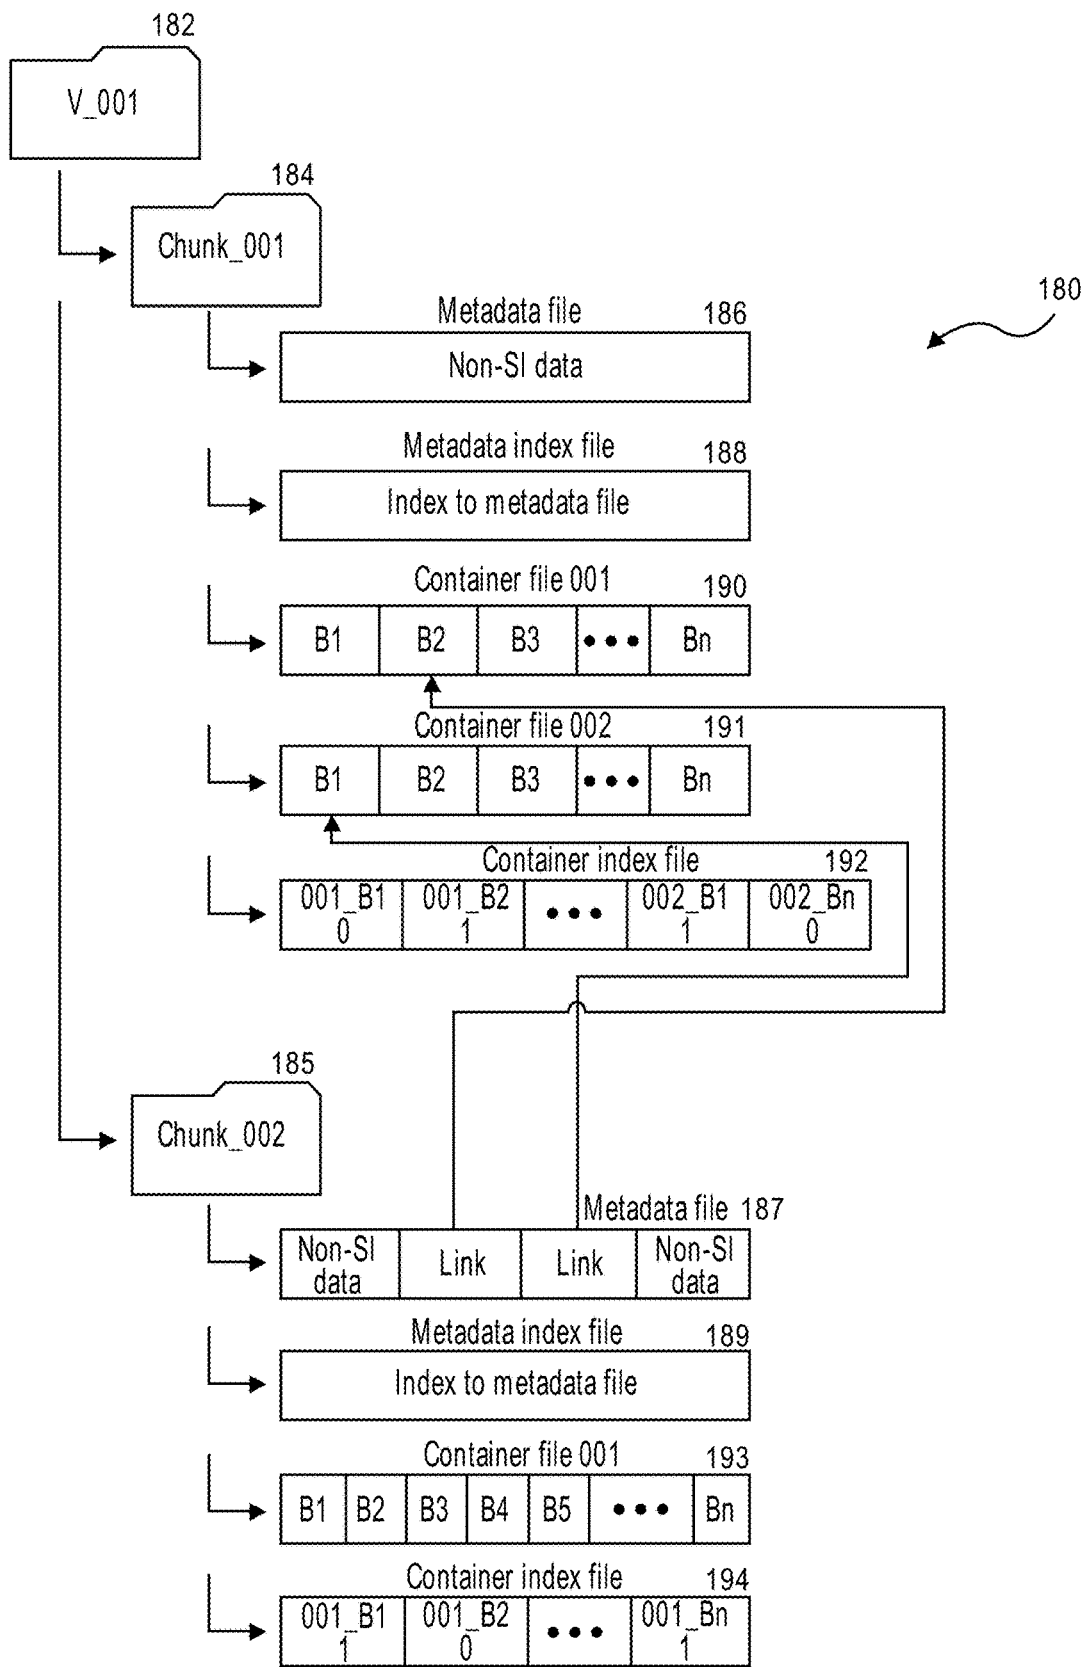 182
V_001
184
Chunk_001
180
Metadata file 186
Non-SI data
Metadata index file 188
Index to metadata file
Container file 001 190
B1 B2 B3 ••• Bn
Container file 002 191
B1 B2 B3 ••• Bn
Container index file 192
001_B1 001_B2 ••• 002_B1 002_Bn
0 1 1 0
185
Chunk_002
Metadata file 187
Non-SI Link Link Non-SI
data data
Metadata index file 189
Index to metadata file
Container file 001 193
B1 B2 B3 B4 B5 ••• Bn
Container index file 194
001_B1 001_B2 ••• 001_Bn
1 0 1